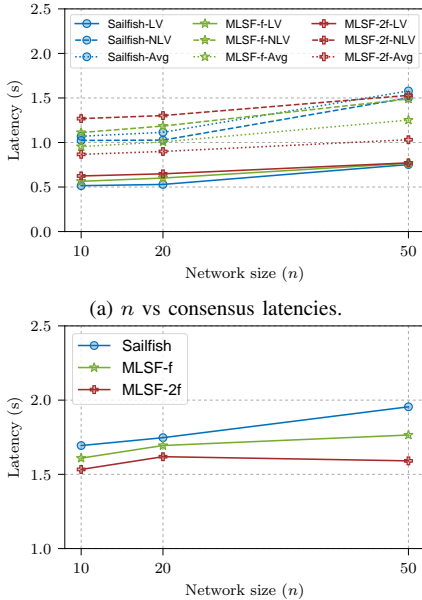 2.5
Sailfish-LV MLSF-f-LV MLSF-2f-LV
Sailfish-NLV MLSF-f-NLV MLSF-2f-NLV
Sailfish-Avg MLSF-f-Avg MLSF-2f-Avg
2.0
1.5
1.0
0.5
0.0
Latency (s)
10 20 50
Network size (n)
(a) n vs consensus latencies.
2.5
Sailfish
MLSF-f
MLSF-2f
2.0
1.5
1.0
Latency (s)
10 20 50
Network size (n)